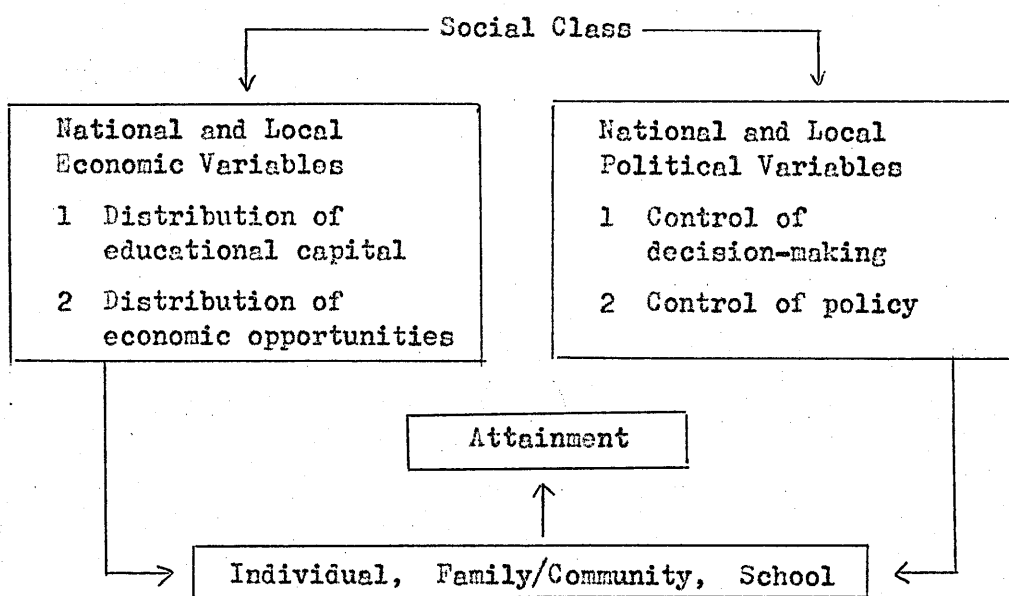 Social Class
National and Local
Economic Variables
1 Distribution of
educational capital
2 Distribution of
economic opportunities
National and Local
Political Variables
1 Control of
decision-making
2 Control of policy
Attainment
Individual, Family/Community, School